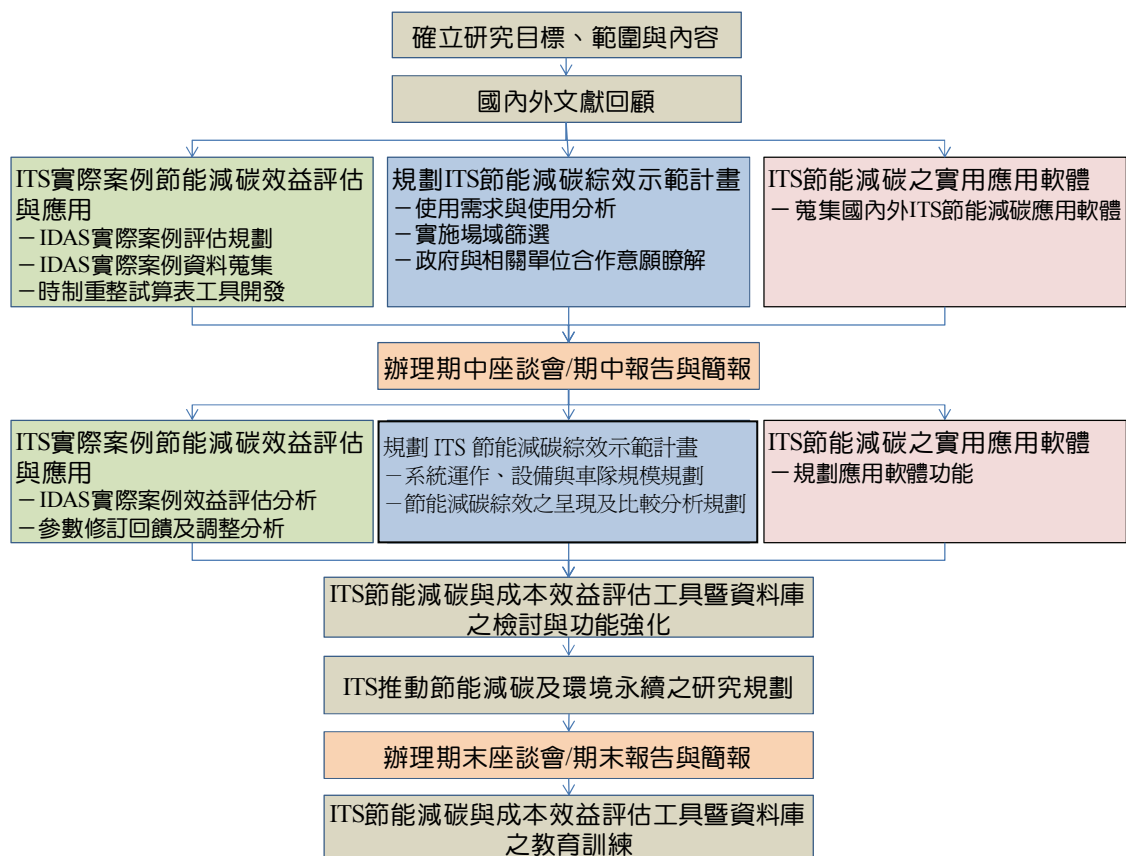 確立研究目標、範圍與內容
國內外文獻回顧
ITS實際案例節能減碳效益評估
與應用
－IDAS實際案例評估規劃
－IDAS實際案例資料蒐集
－時制重整試算表工具開發
規劃ITS節能減碳綜效示範計畫
－使用需求與使用分析
－實施場域篩選
－政府與相關單位合作意願瞭解
ITS節能減碳之實用應用軟體
－蒐集國內外ITS節能減碳應用軟體
辦理期中座談會/期中報告與簡報
ITS實際案例節能減碳效益評估
與應用
－IDAS實際案例效益評估分析
－參數修訂回饋及調整分析
規劃 ITS 節能減碳綜效示範計畫
－系統運作、設備與車隊規模規劃
－節能減碳綜效之呈現及比較分析規劃
ITS節能減碳之實用應用軟體
－規劃應用軟體功能
ITS節能減碳與成本效益評估工具暨資料庫
之檢討與功能強化
ITS推動節能減碳及環境永續之研究規劃
辦理期末座談會/期末報告與簡報
ITS節能減碳與成本效益評估工具暨資料庫
之教育訓練